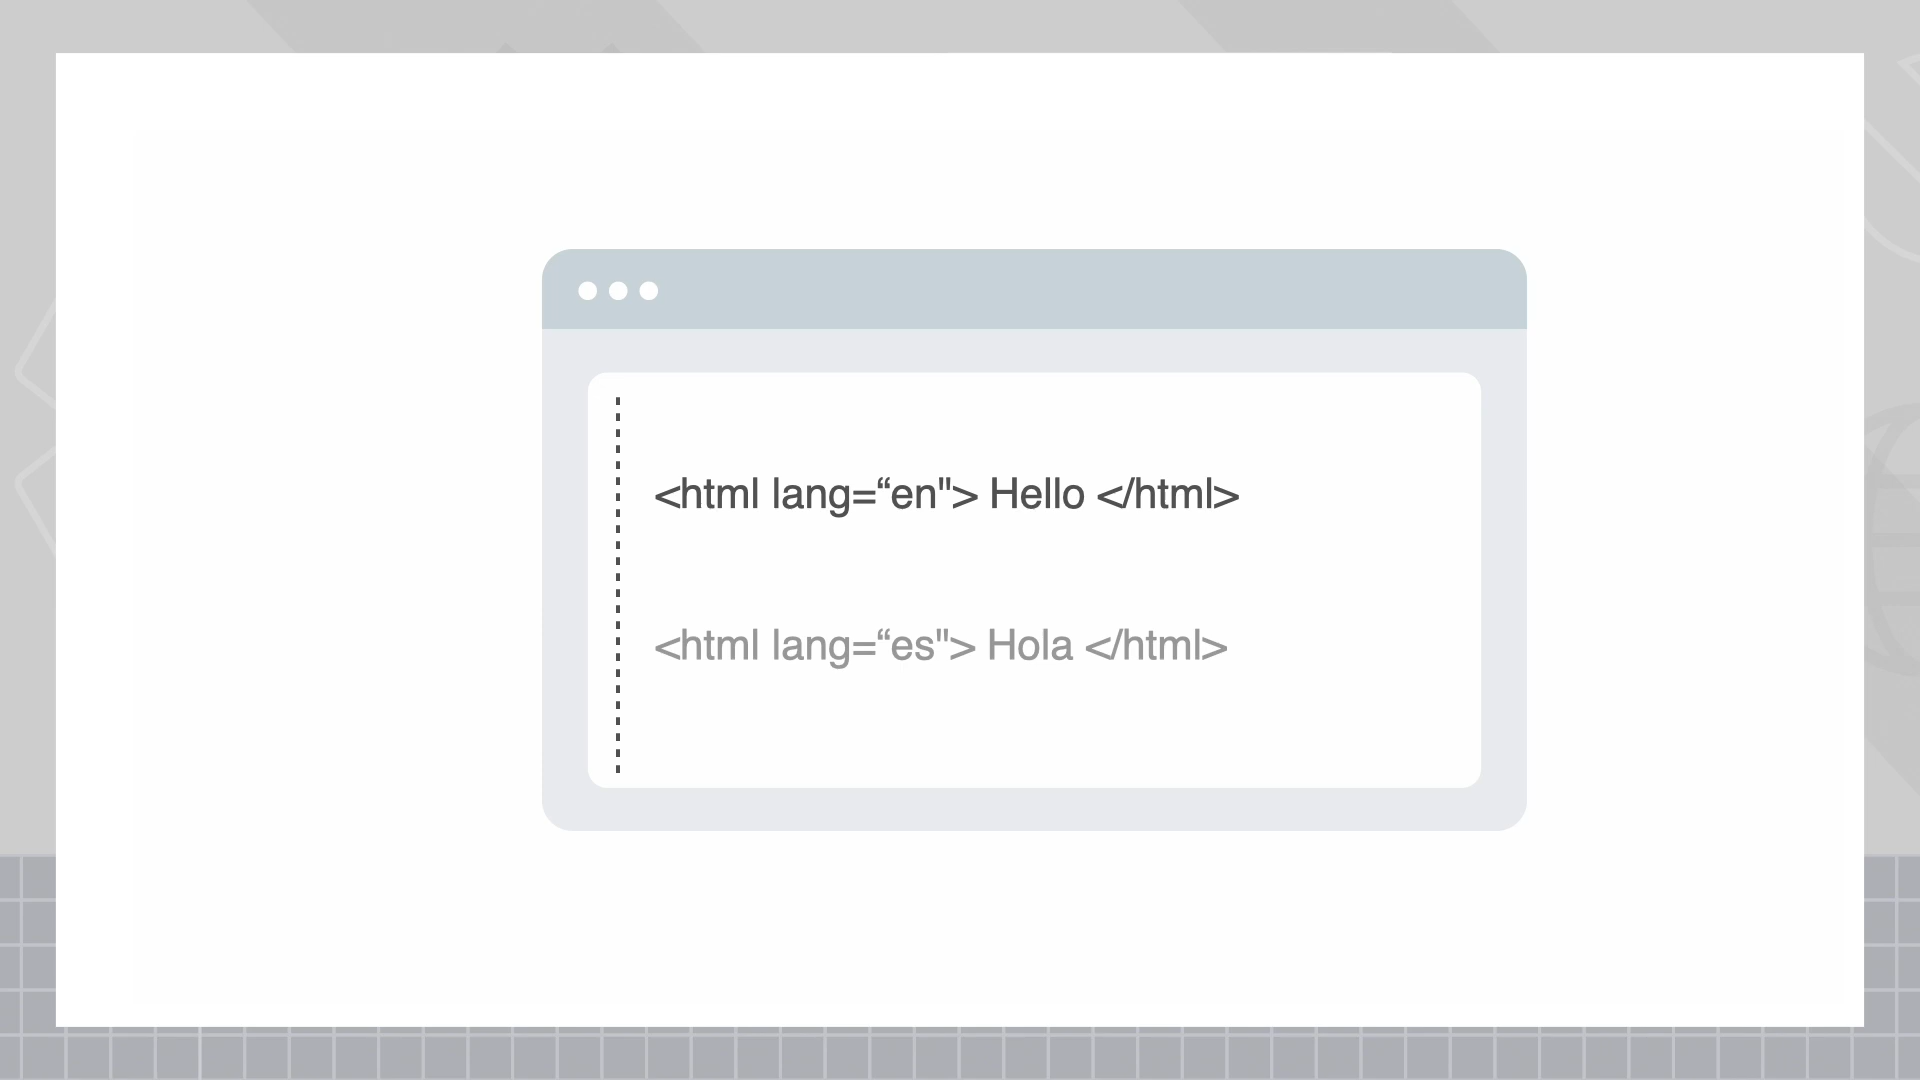 <html lang=“en"> Hello </html>
<html lang=“es"> Hola </html>